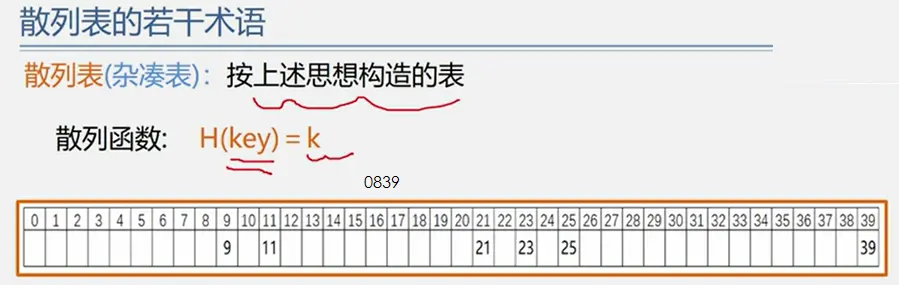 散列表的若干术语
散列表(杂凑表)：按上述思想构造的表
散列函数: H(key) = k
0839
0 1 2 3 4 5 6 7 8 9 10 11 12 13 14 15 16 17 18 19 20 21 22 23 24 25 26 27 28 29 30 31 32 33 34 35 36 37 38 39
9 11 21 23 25 39